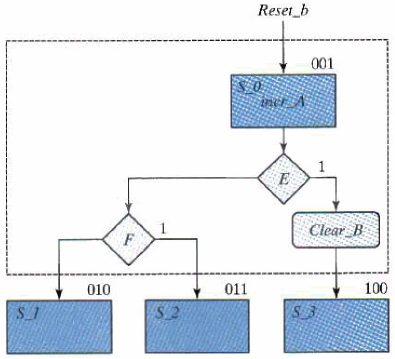 Reset_b
001
S_0
incr_A
E
1
F
1
Clear_B
010
011
100
S_1
S_2
S_3